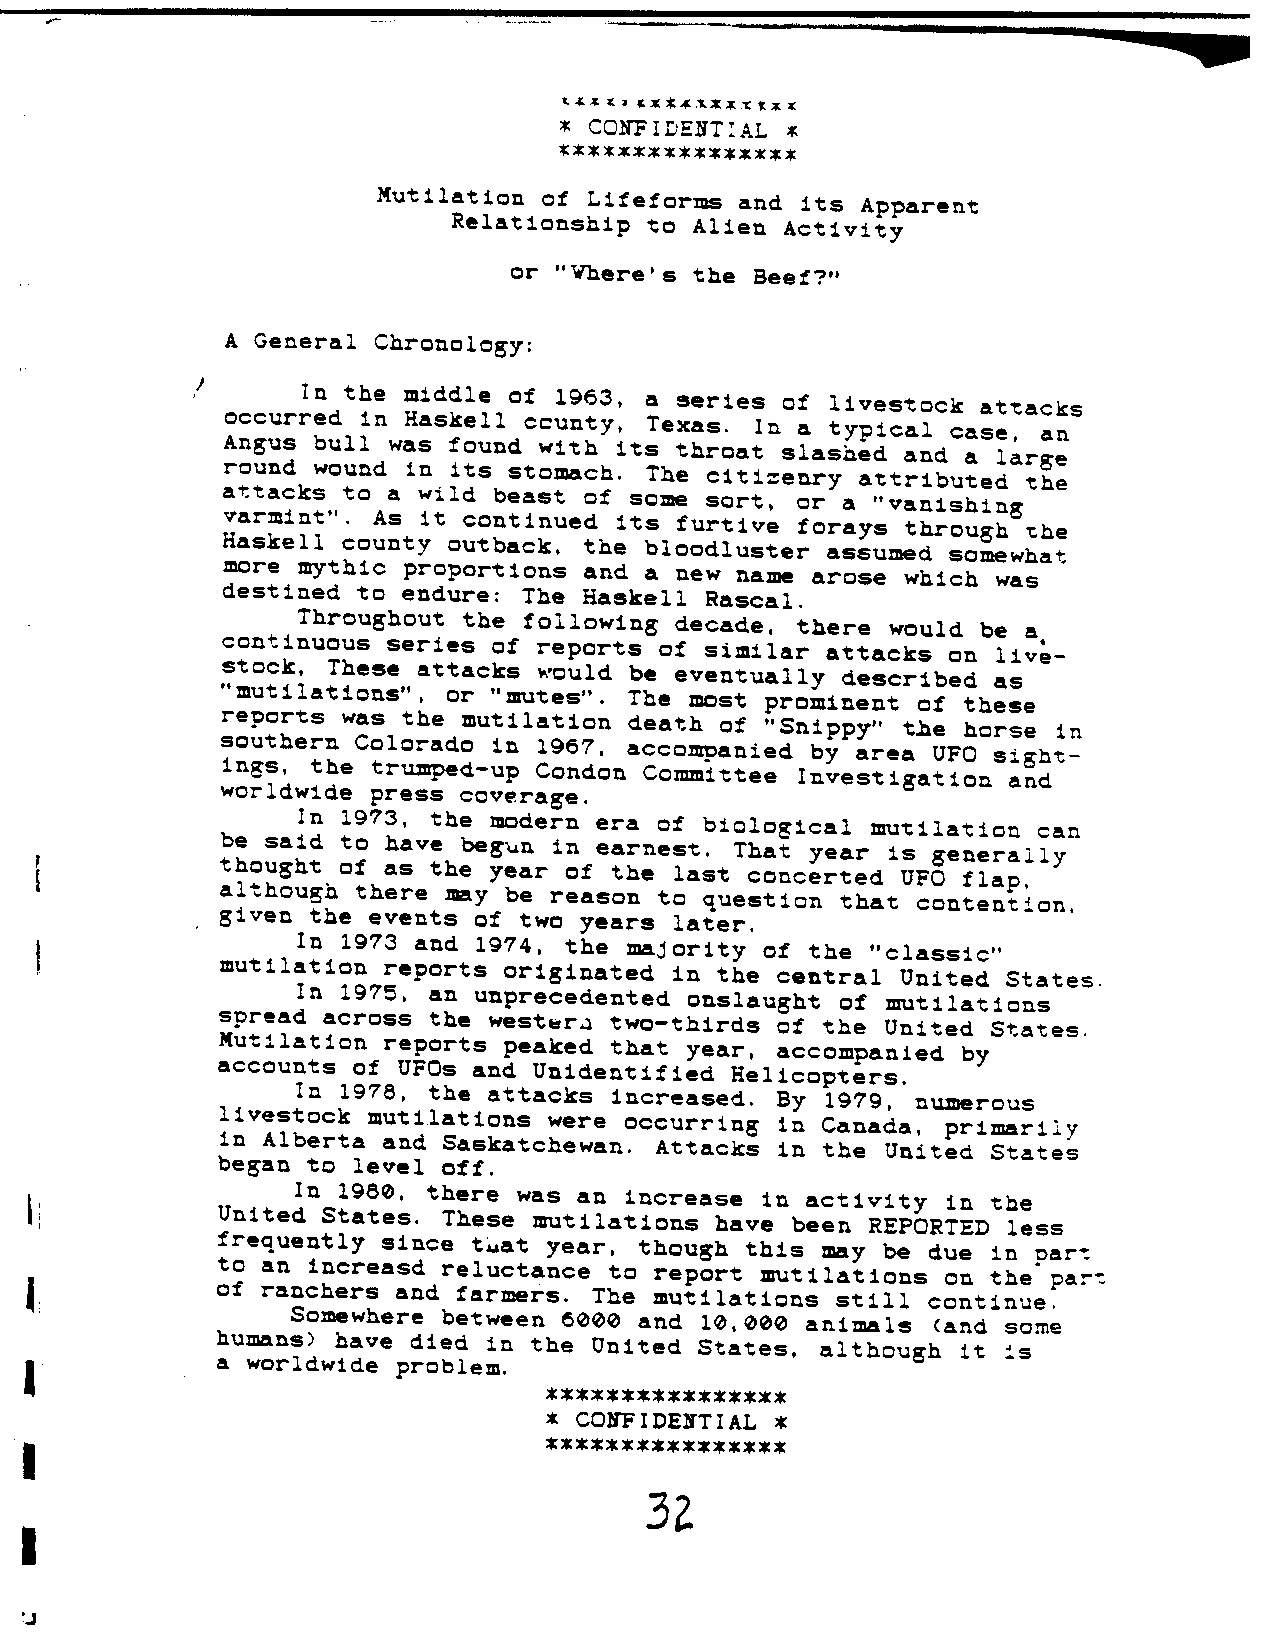 ****************
* CONFIDENTIAL *
****************
Mutilation of Lifeforms and its Apparent
Relationship to Alien Activity
or "Where's the Beef?"
A General Chronology:
In the middle of 1963, a series of livestock attacks
occurred in Haskell county, Texas. In a typical case, an
Angus bull was found with its throat slashed and a large
round wound in its stomach. The citizenry attributed the
attacks to a wild beast of some sort, or a "vanishing
varmint". As it continued its furtive forays through the
Haskell county outback, the bloodluster assumed somewhat
more mythic proportions and a new name arose which was
destined to endure: The Haskell Rascal.
Throughout the following decade, there would be a
continuous series of reports of similar attacks on live-
stock. These attacks would be eventually described as
"mutilations", or "mutes". The most prominent of these
reports was the mutilation death of "Snippy" the horse in
southern Colorado in 1967, accompanied by area UFO sight-
ings, the trumped-up Condon Committee Investigation and
worldwide press coverage.
In 1973, the modern era of biological mutilation can
be said to have begun in earnest. That year is generally
thought of as the year of the last concerted UFO flap,
although there may be reason to question that contention,
given the events of two years later.
In 1973 and 1974, the majority of the "classic"
mutilation reports originated in the central United States.
In 1975, an unprecedented onslaught of mutilations
spread across the western two-thirds of the United States.
Mutilation reports peaked that year, accompanied by
accounts of UFOs and Unidentified Helicopters.
In 1978, the attacks increased. By 1979, numerous
livestock mutilations were occurring in Canada, primarily
in Alberta and Saskatchewan. Attacks in the United States
began to level off.
In 1980, there was an increase in activity in the
United States. These mutilations have been REPORTED less
frequently since that year, though this may be due in part
to an increasd reluctance to report mutilations on the part
of ranchers and farmers. The mutilations still continue.
Somewhere between 6000 and 10,000 animals (and some
humans) have died in the United States, although it is
a worldwide problem.
****************
* CONFIDENTIAL *
****************
32